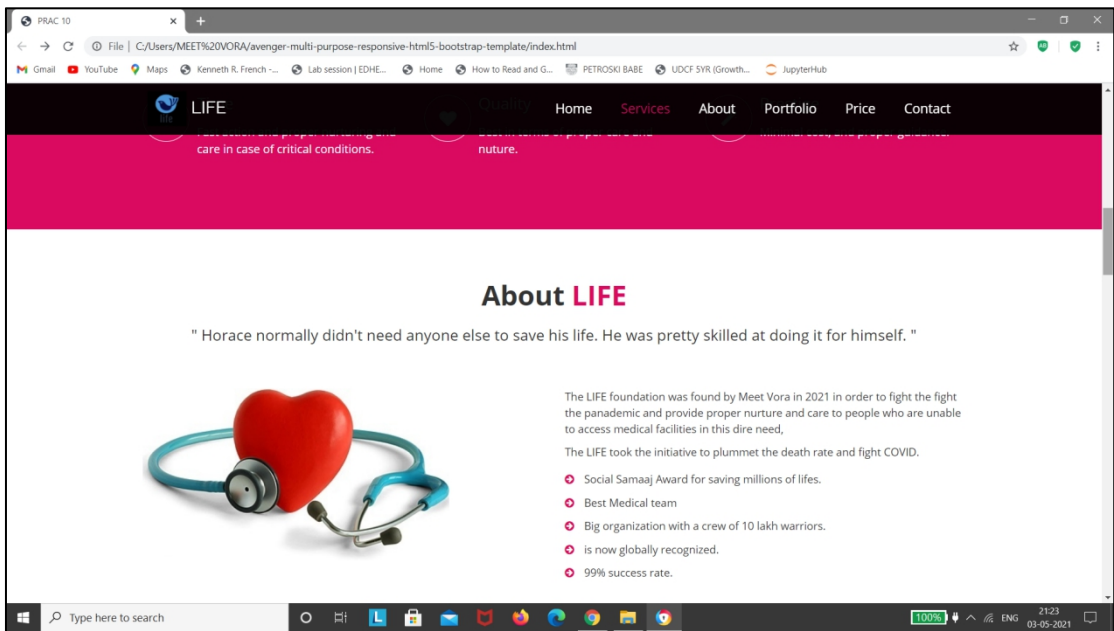 PRAC 10
File | C:/Users/MEET%20VORA/avenger-multi-purpose-responsive-html5-bootstrap-template/index.html
Gmail YouTube Maps Kenneth R. French -... Lab session | EDHE... Home How to Read and G... PETROSKI BABE UDCF 5YR (Growth... JupyterHub
life LIFE Quality Home Services About Portfolio Price Contact
care in case of critical conditions. nuture.
About LIFE
" Horace normally didn't need anyone else to save his life. He was pretty skilled at doing it for himself. "
The LIFE foundation was found by Meet Vora in 2021 in order to fight the fight
the panademic and provide proper nurture and care to people who are unable
to access medical facilities in this dire need,
The LIFE took the initiative to plummet the death rate and fight COVID.
Social Samaaj Award for saving millions of lifes.
Best Medical team
Big organization with a crew of 10 lakh warriors.
is now globally recognized.
99% success rate.
Type here to search
100% ENG 21:23
03-05-2021